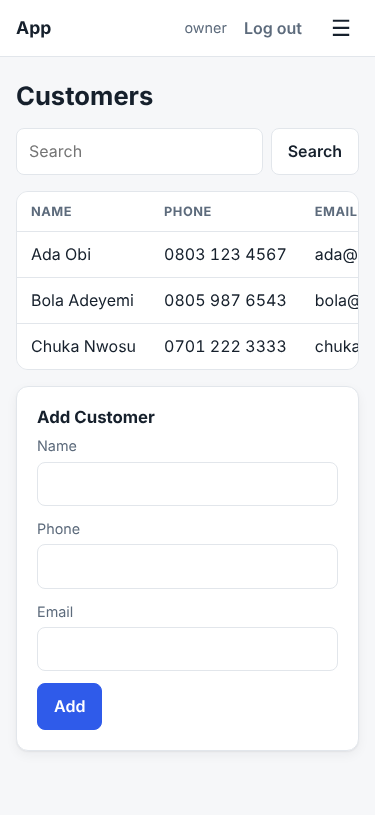 App owner Log out ☰
Customers
Search Search
NAME PHONE EMAIL
Ada Obi 0803 123 4567 ada@
Bola Adeyemi 0805 987 6543 bola@
Chuka Nwosu 0701 222 3333 chuka
Add Customer
Name
Phone
Email
Add